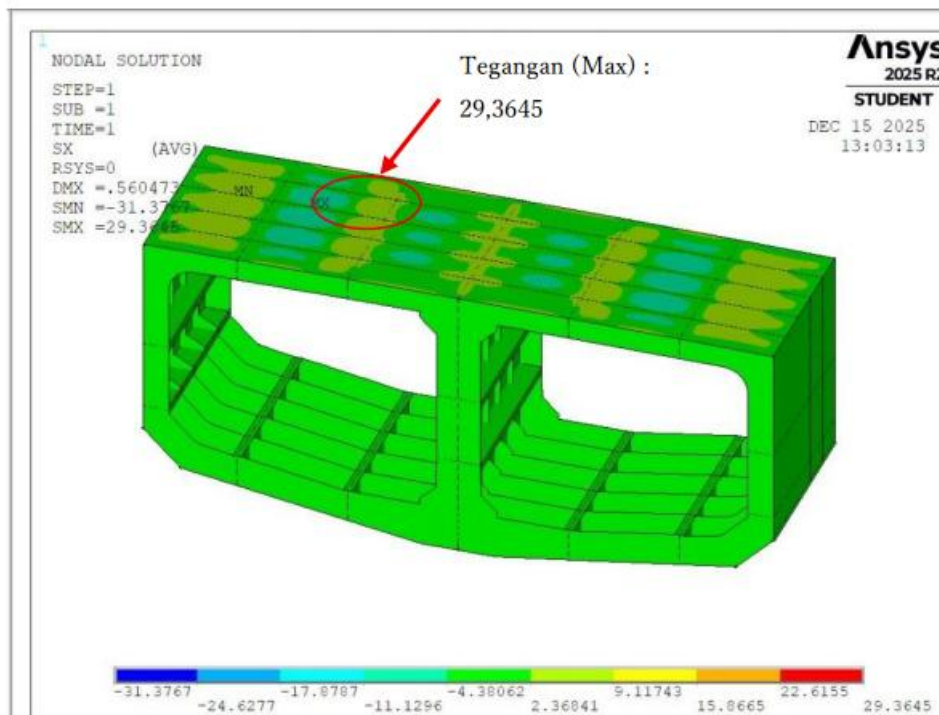 1
NODAL SOLUTION
STEP=1
SUB =1
TIME=1
SX (AVG)
RSYS=0
DMX =.560473
SMN =-31.3767
SMX =29.3645
Tegangan (Max) :
29,3645
Ansys
2025 R2
STUDENT
DEC 15 2025
13:03:13
MN
MX
-31.3767
-24.6277
-17.8787
-11.1296
-4.38062
2.36841
9.11743
15.8665
22.6155
29.3645